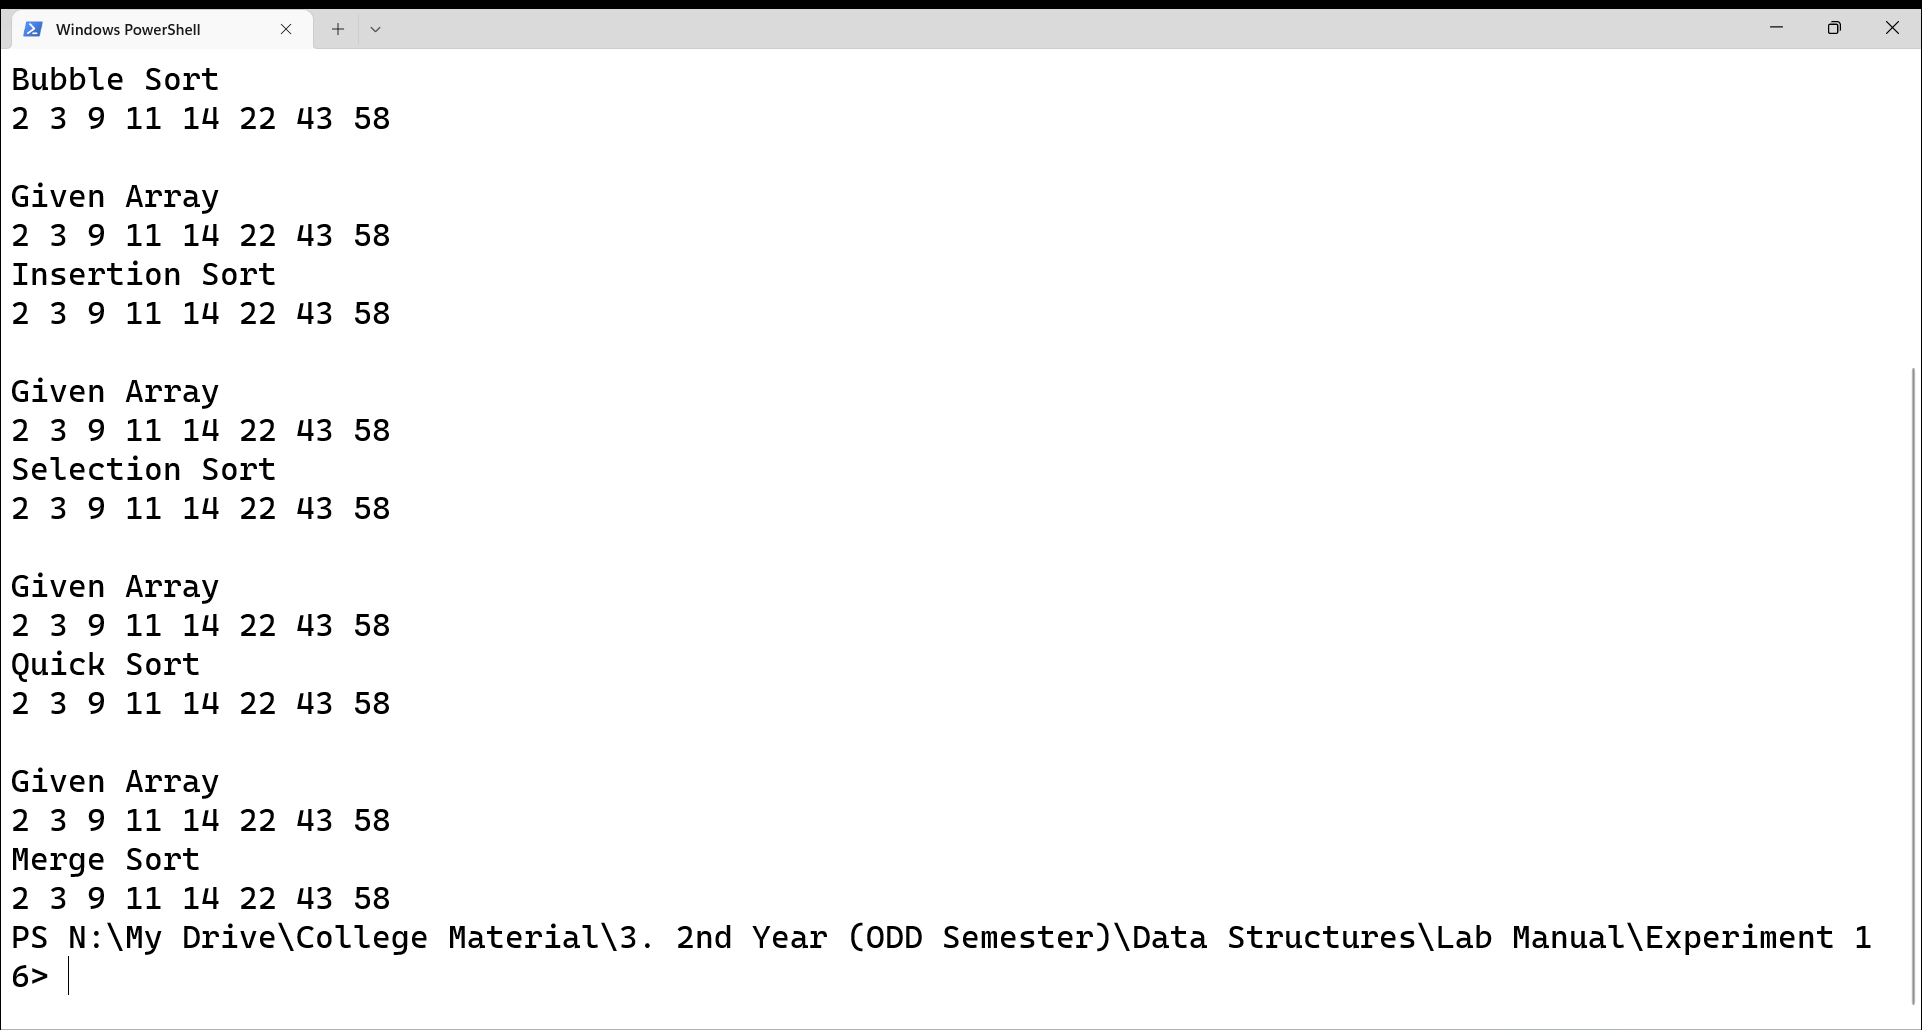 Windows PowerShell
Bubble Sort
2 3 9 11 14 22 43 58
Given Array
2 3 9 11 14 22 43 58
Insertion Sort
2 3 9 11 14 22 43 58
Given Array
2 3 9 11 14 22 43 58
Selection Sort
2 3 9 11 14 22 43 58
Given Array
2 3 9 11 14 22 43 58
Quick Sort
2 3 9 11 14 22 43 58
Given Array
2 3 9 11 14 22 43 58
Merge Sort
2 3 9 11 14 22 43 58
PS N:\My Drive\College Material\3. 2nd Year (ODD Semester)\Data Structures\Lab Manual\Experiment 1
6>